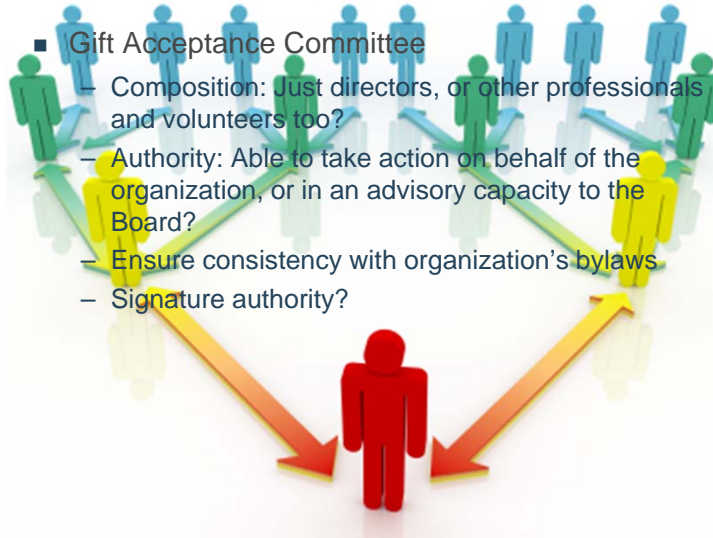 ▪ Gift Acceptance Committee
– Composition: Just directors, or other professionals
and volunteers too?
– Authority: Able to take action on behalf of the
organization, or in an advisory capacity to the
Board?
– Ensure consistency with organization's bylaws
– Signature authority?